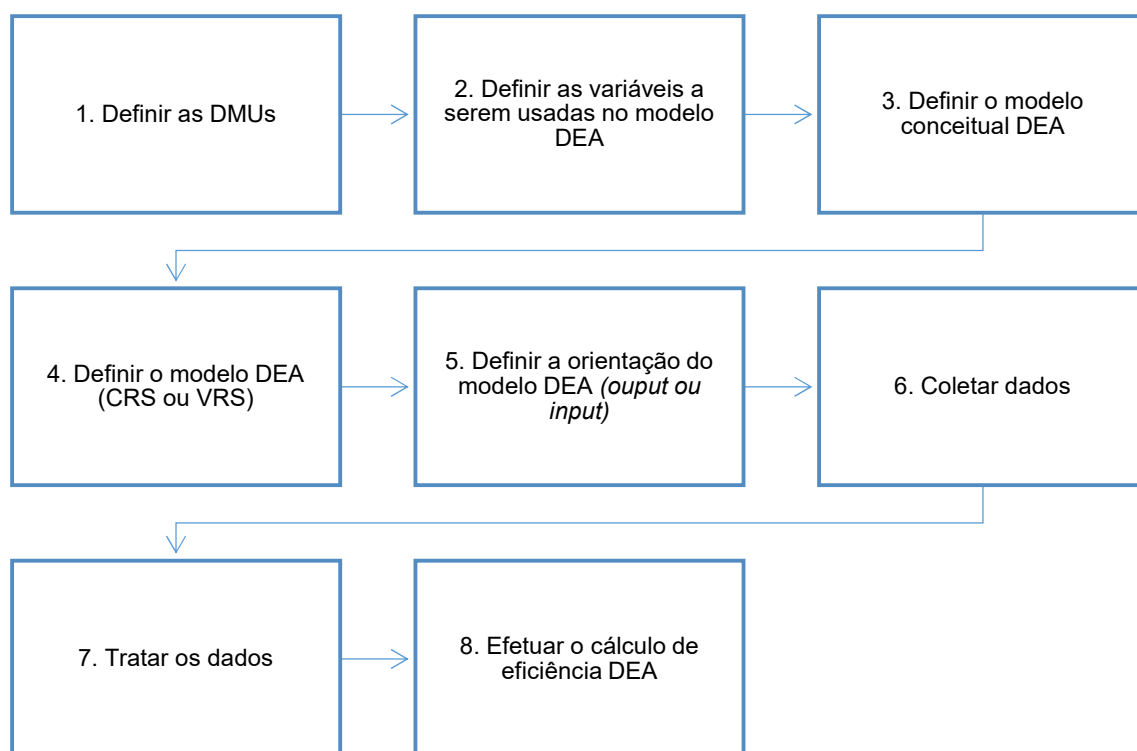 1. Definir as DMUs
2. Definir as variáveis a
serem usadas no modelo
DEA
3. Definir o modelo
conceitual DEA
4. Definir o modelo DEA
(CRS ou VRS)
5. Definir a orientação do
modelo DEA (ouput ou
input)
6. Coletar dados
7. Tratar os dados
8. Efetuar o cálculo de
eficiência DEA